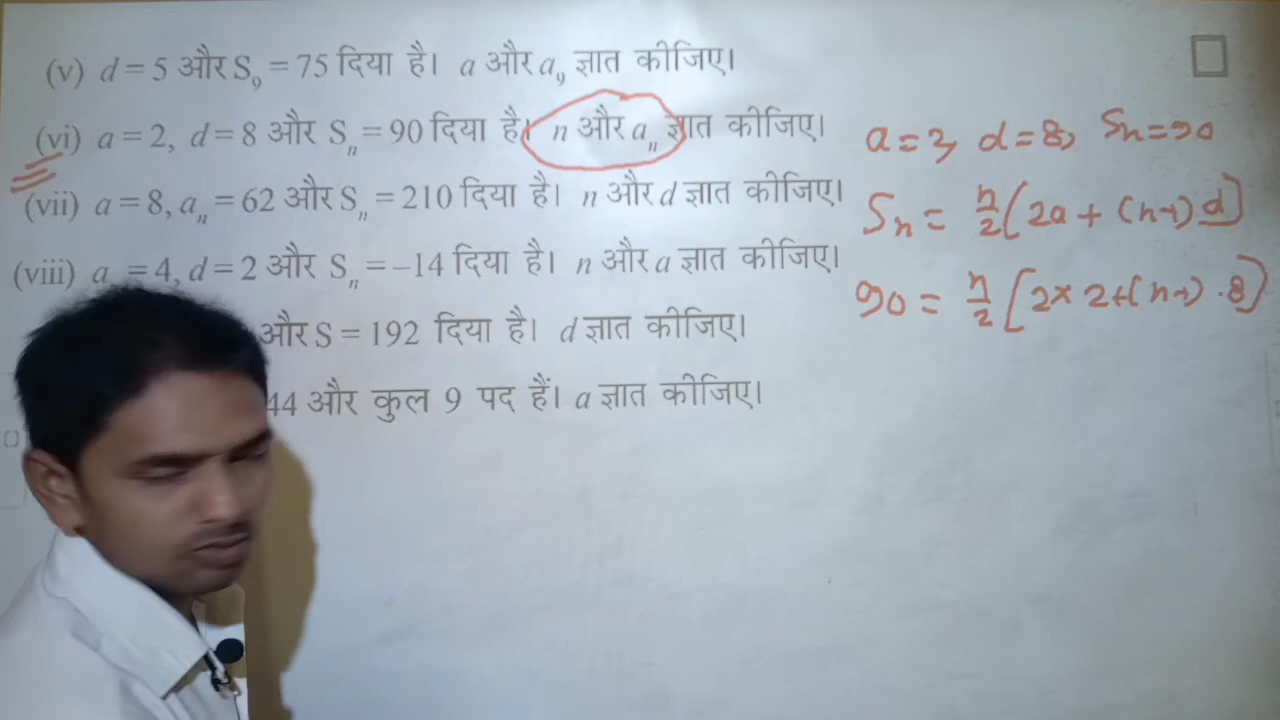 (v) d = 5 और S₉ = 75 दिया है। a और a₉ ज्ञात कीजिए।
(vi) a = 2, d = 8 और Sₙ = 90 दिया है। n और aₙ ज्ञात कीजिए।
(vii) a = 8, aₙ = 62 और Sₙ = 210 दिया है। n और d ज्ञात कीजिए।
(viii) a = 4, d = 2 और Sₙ = –14 दिया है। n और a ज्ञात कीजिए।
और S = 192 दिया है। d ज्ञात कीजिए।
44 और कुल 9 पद हैं। a ज्ञात कीजिए।
a = 2, d = 8, Sₙ = 90
Sₙ = n/2 [2a + (n-1) d]
90 = n/2 [2 × 2 + (n-1) · 8]